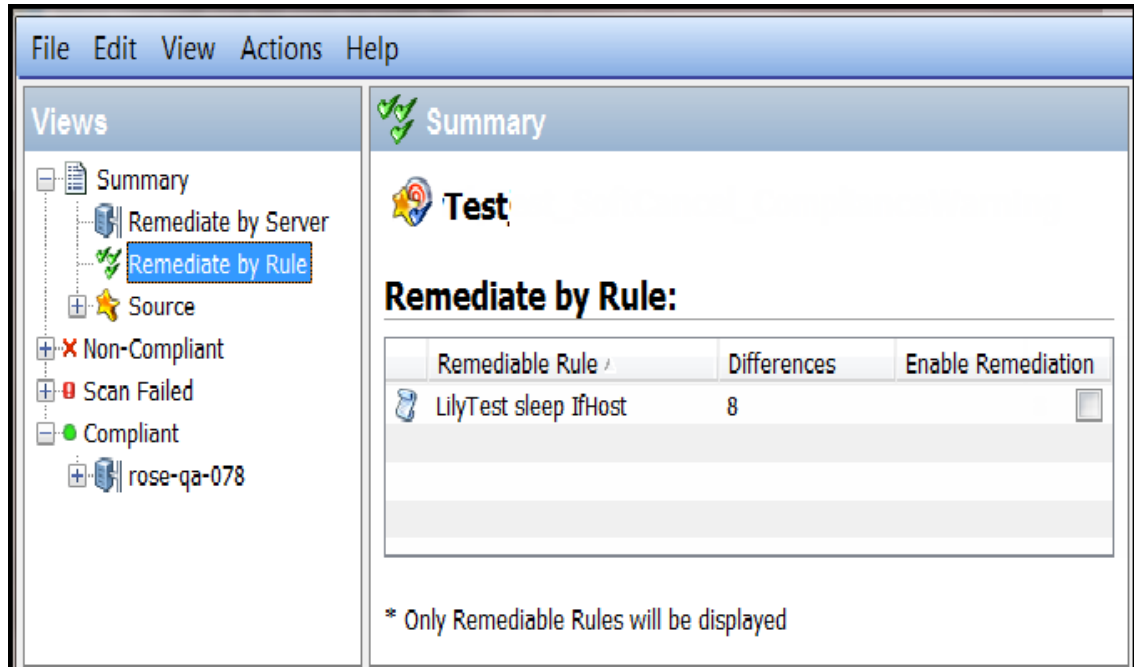 File Edit View Actions Help
Views
Summary
Remediate by Server
Remediate by Rule
Source
Non-Compliant
Scan Failed
Compliant
rose-qa-078
Summary
Test
Remediate by Rule:
Remediable Rule Differences Enable Remediation
LilyTest sleep IfHost 8
* Only Remediable Rules will be displayed